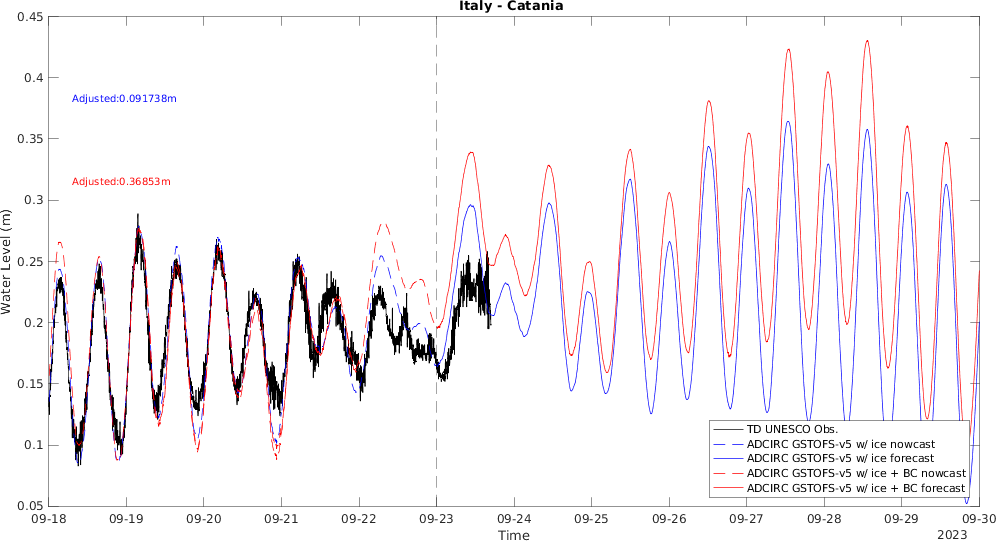 Italy - Catania
Water Level (m)
0.45
0.4
0.35
0.3
0.25
0.2
0.15
0.1
0.05
Adjusted:0.091738m
Adjusted:0.36853m
TD UNESCO Obs.
ADCIRC GSTOFS-v5 w/ ice nowcast
ADCIRC GSTOFS-v5 w/ ice forecast
ADCIRC GSTOFS-v5 w/ ice + BC nowcast
ADCIRC GSTOFS-v5 w/ ice + BC forecast
09-18 09-19 09-20 09-21 09-22 09-23 09-24 09-25 09-26 09-27 09-28 09-29 09-30
Time
2023